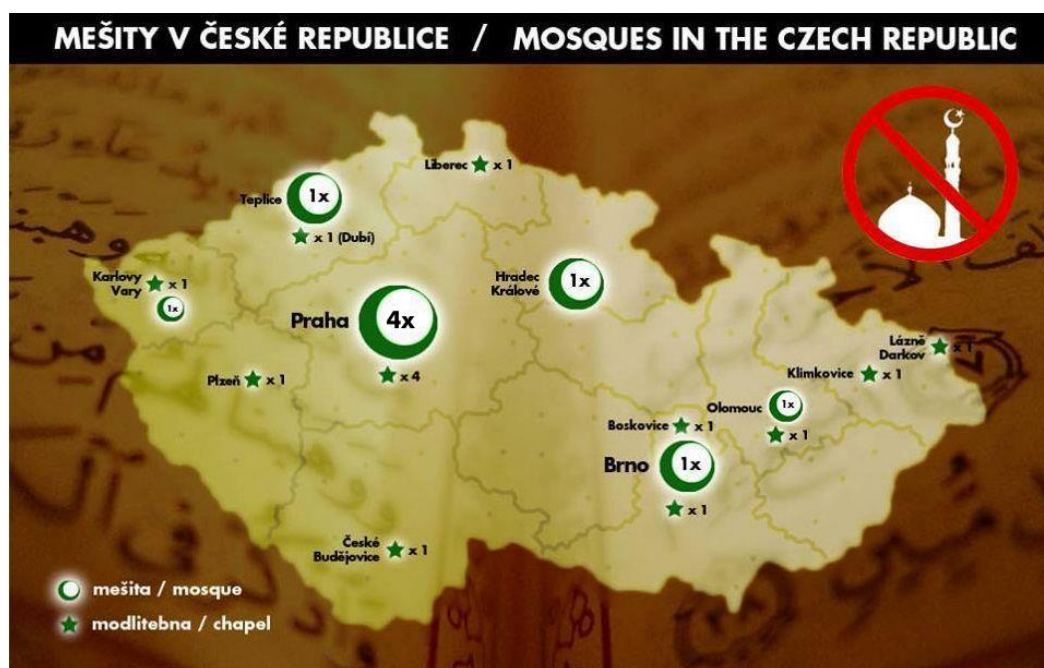 MEŠITY V ČESKÉ REPUBLICE / MOSQUES IN THE CZECH REPUBLIC
Liberec x 1
Teplice 1x
x 1 (Dubí)
Karlovy
Vary x 1
1x
Hradec
Králové 1x
Praha 4x
x 4
Plzeň x 1
Lázně
Darkov x 1
Klimkovice x 1
Olomouc 1x
x 1
Boskovice x 1
Brno 1x
x 1
České
Budějovice x 1
mešita / mosque
modlitebna / chapel